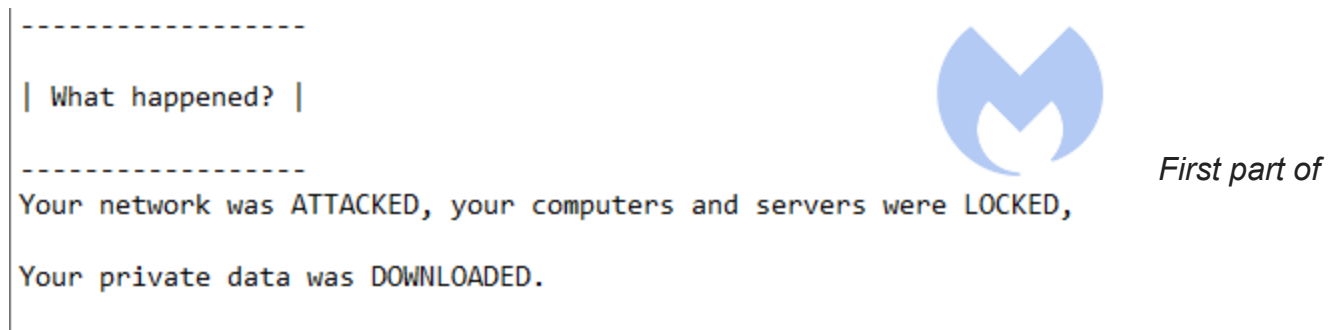 ------------------
| What happened? |
------------------
First part of
Your network was ATTACKED, your computers and servers were LOCKED,
Your private data was DOWNLOADED.